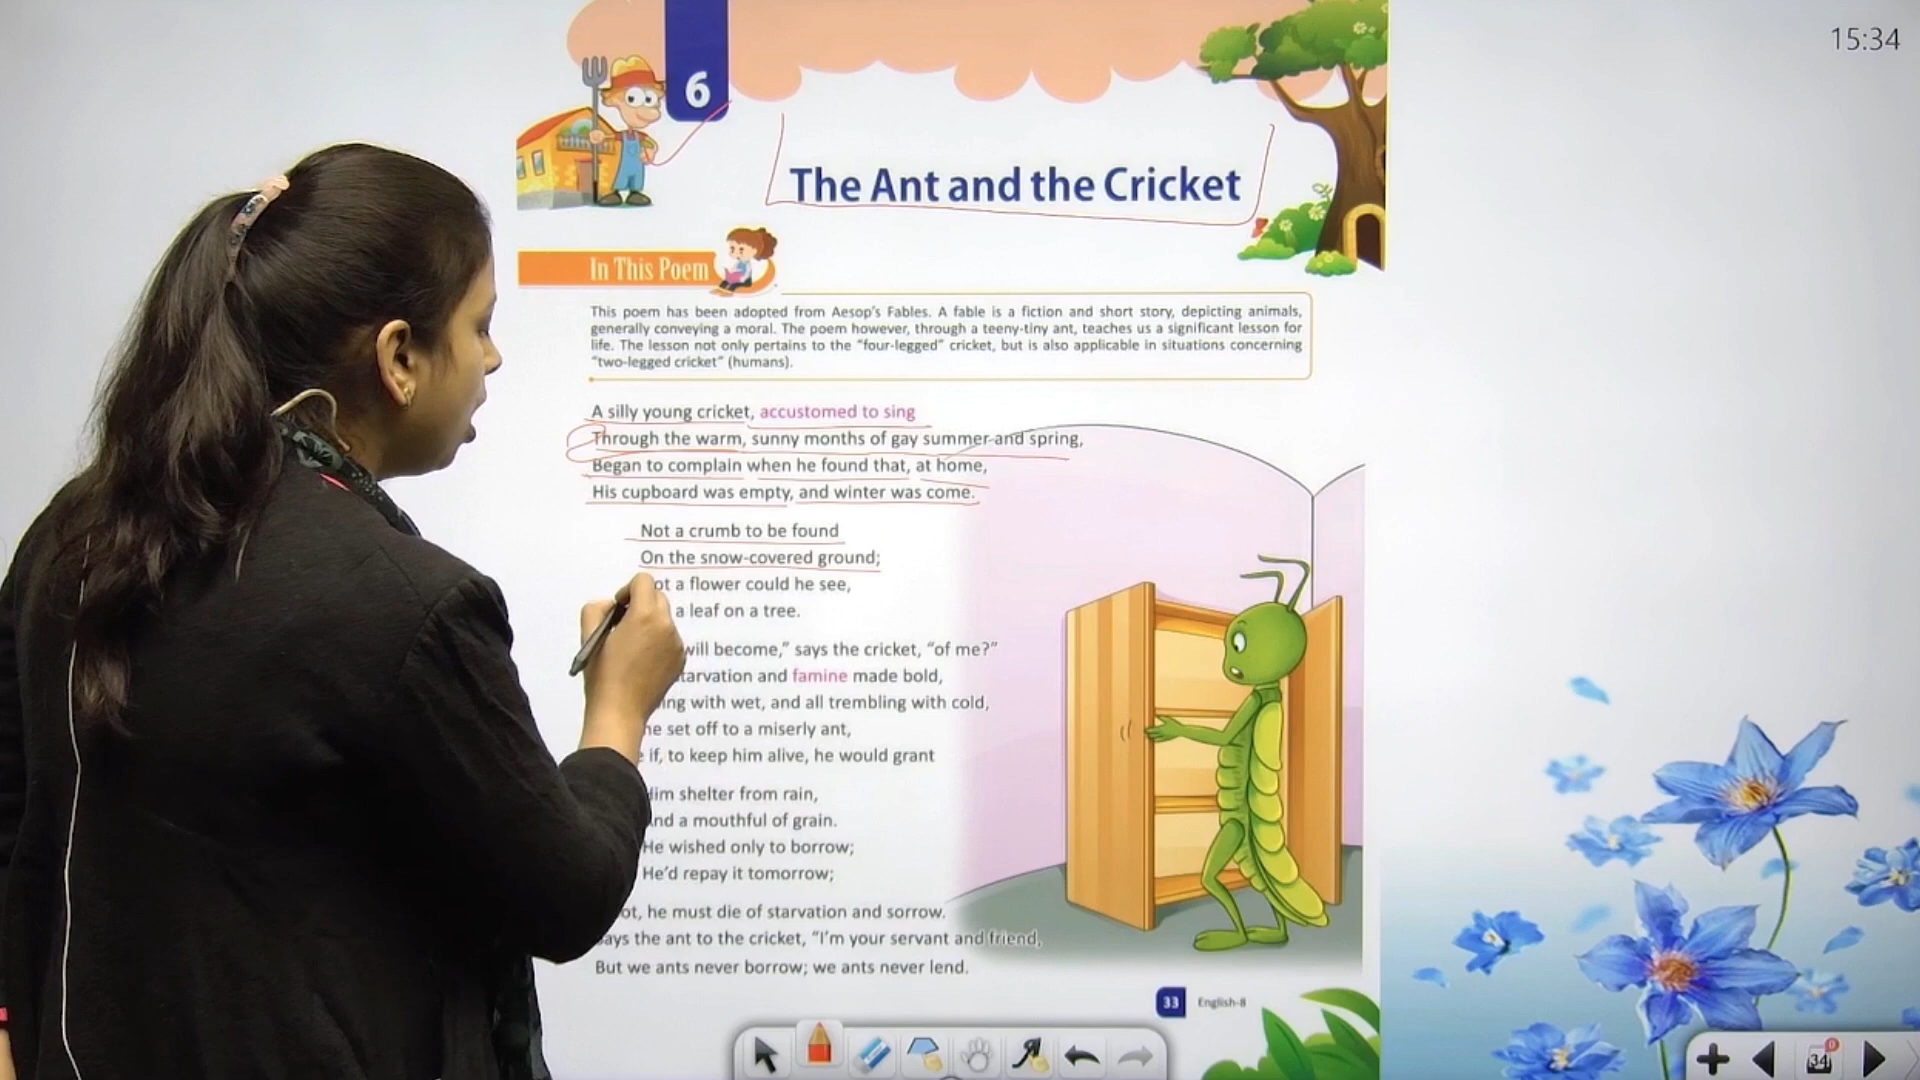 15:34
6
The Ant and the Cricket
In This Poem
This poem has been adopted from Aesop's Fables. A fable is a fiction and short story, depicting animals,
generally conveying a moral. The poem however, through a teeny-tiny ant, teaches us a significant lesson for
life. The lesson not only pertains to the "four-legged" cricket, but is also applicable in situations concerning
"two-legged cricket" (humans).
A silly young cricket, accustomed to sing
Through the warm, sunny months of gay summer and spring,
Began to complain when he found that, at home,
His cupboard was empty, and winter was come.
Not a crumb to be found
On the snow-covered ground;
a flower could he see,
a leaf on a tree.
will become," says the cricket, "of me?"
and famine made bold,
with wet, and all trembling with cold,
he set off to a miserly ant,
if, to keep him alive, he would grant
Him shelter from rain,
And a mouthful of grain.
He wished only to borrow;
He'd repay it tomorrow;
he must die of starvation and sorrow.
Says the ant to the cricket, "I'm your servant and friend,
But we ants never borrow; we ants never lend.
33 English-8
34
0